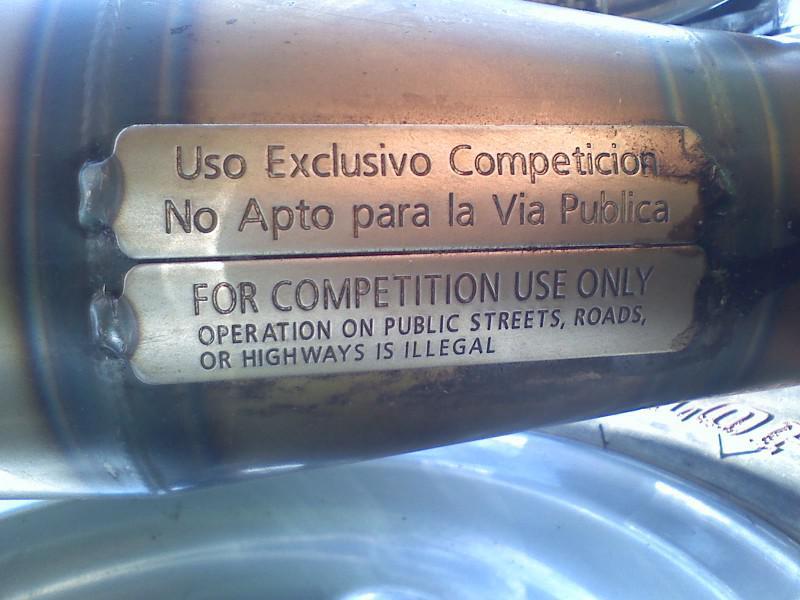 Uso Exclusivo Competicion
No Apto para la Via Publica
FOR COMPETITION USE ONLY
OPERATION ON PUBLIC STREETS, ROADS,
OR HIGHWAYS IS ILLEGAL